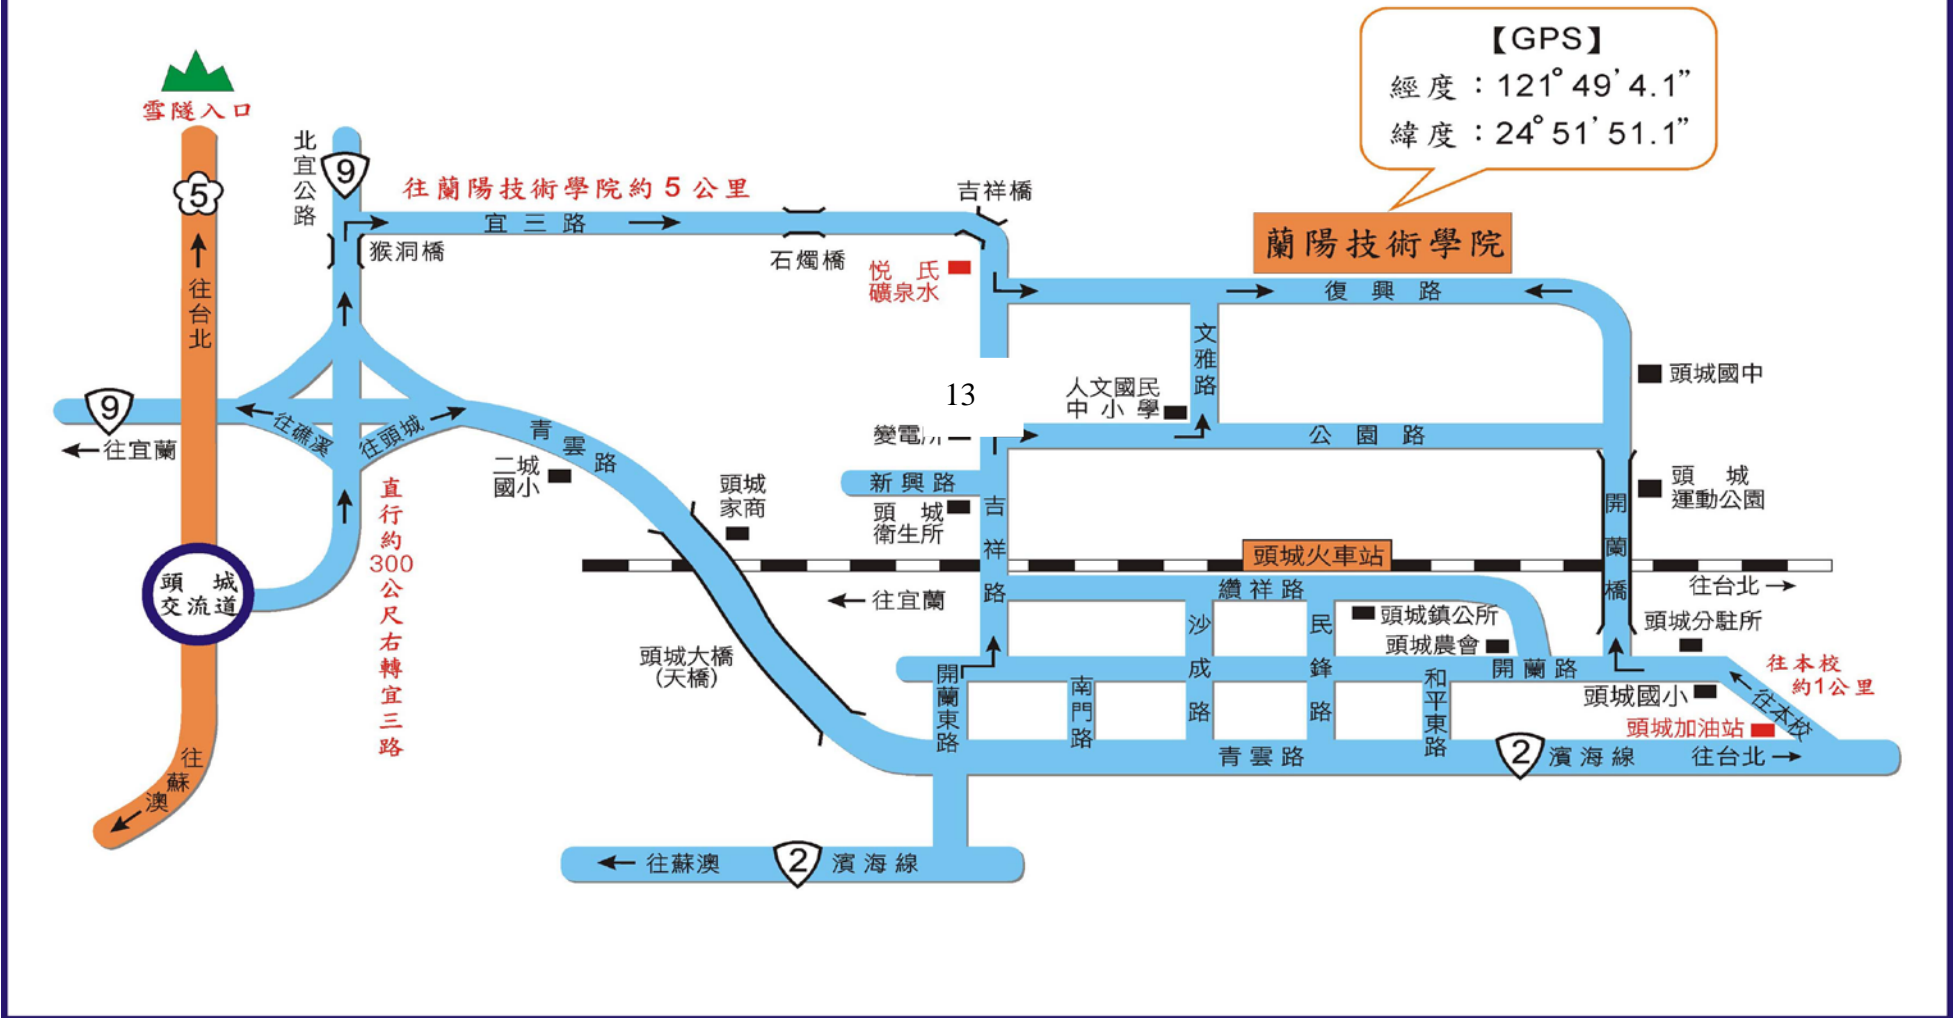 【GPS】
經度：121°49’4.1”
緯度：24°51’51.1”
雪隧入口
北宜公路
9
5
往蘭陽技術學院約 5 公里
吉祥橋
宜三路
蘭陽技術學院
猴洞橋
石燭橋
悅氏
礦泉水
往台北
復興路
文雅路
頭城國中
13
人文國民
中小學
9
往礁溪
往頭城
青雲路
變電所
公園路
往宜蘭
二城
國小
頭城
家商
新興路
頭城
衛生所
吉祥路
開蘭橋
頭城
運動公園
直行約300公尺右轉宜三路
頭城火車站
頭城
交流道
往宜蘭
纘祥路
往台北
沙成路
民鋒路
頭城鎮公所
頭城分駐所
頭城農會
頭城大橋
(天橋)
開蘭路
往本校
約1公里
開蘭東路
南門路
和平東路
頭城國小
往本校
頭城加油站
往蘇澳
青雲路
2
濱海線
往台北
往蘇澳
2
濱海線